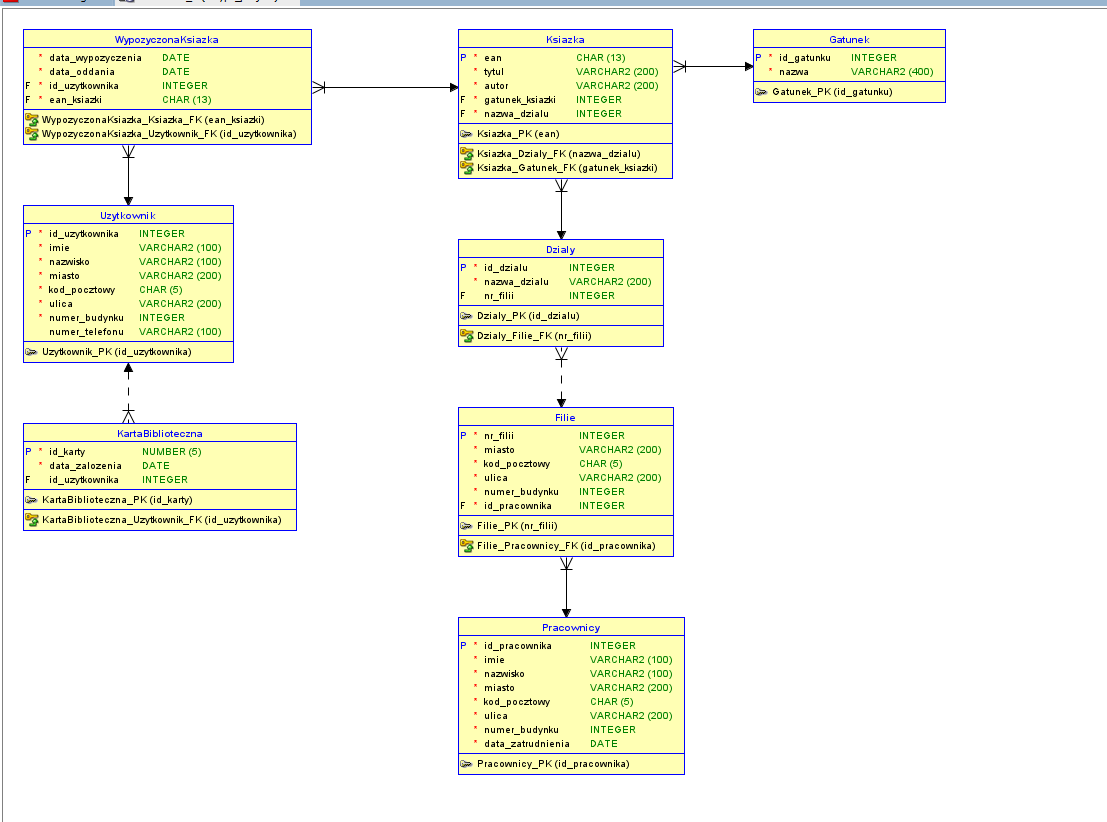 WypozyczonaKsiazka
* data_wypozyczenia DATE
* data_oddania DATE
F * id_uzytkownika INTEGER
F * ean_ksiazki CHAR (13)
WypozyczonaKsiazka_Ksiazka_FK (ean_ksiazki)
WypozyczonaKsiazka_Uzytkownik_FK (id_uzytkownika)
Ksiazka
P * ean CHAR (13)
* tytul VARCHAR2 (200)
* autor VARCHAR2 (200)
F * gatunek_ksiazki INTEGER
F * nazwa_dzialu INTEGER
Ksiazka_PK (ean)
Ksiazka_Dzialy_FK (nazwa_dzialu)
Ksiazka_Gatunek_FK (gatunek_ksiazki)
Gatunek
P * id_gatunku INTEGER
* nazwa VARCHAR2 (400)
Gatunek_PK (id_gatunku)
Uzytkownik
P * id_uzytkownika INTEGER
* imie VARCHAR2 (100)
* nazwisko VARCHAR2 (100)
* miasto VARCHAR2 (200)
* kod_pocztowy CHAR (5)
* ulica VARCHAR2 (200)
* numer_budynku INTEGER
numer_telefonu VARCHAR2 (100)
Uzytkownik_PK (id_uzytkownika)
Dzialy
P * id_dzialu INTEGER
* nazwa_dzialu VARCHAR2 (200)
F nr_filii INTEGER
Dzialy_PK (id_dzialu)
Dzialy_Filie_FK (nr_filii)
KartaBiblioteczna
P * id_karty NUMBER (5)
* data_zalozenia DATE
F id_uzytkownika INTEGER
KartaBiblioteczna_PK (id_karty)
KartaBiblioteczna_Uzytkownik_FK (id_uzytkownika)
Filie
P * nr_filii INTEGER
* miasto VARCHAR2 (200)
* kod_pocztowy CHAR (5)
* ulica VARCHAR2 (200)
* numer_budynku INTEGER
F * id_pracownika INTEGER
Filie_PK (nr_filii)
Filie_Pracownicy_FK (id_pracownika)
Pracownicy
P * id_pracownika INTEGER
* imie VARCHAR2 (100)
* nazwisko VARCHAR2 (100)
* miasto VARCHAR2 (200)
* kod_pocztowy CHAR (5)
* ulica VARCHAR2 (200)
* numer_budynku INTEGER
* data_zatrudnienia DATE
Pracownicy_PK (id_pracownika)